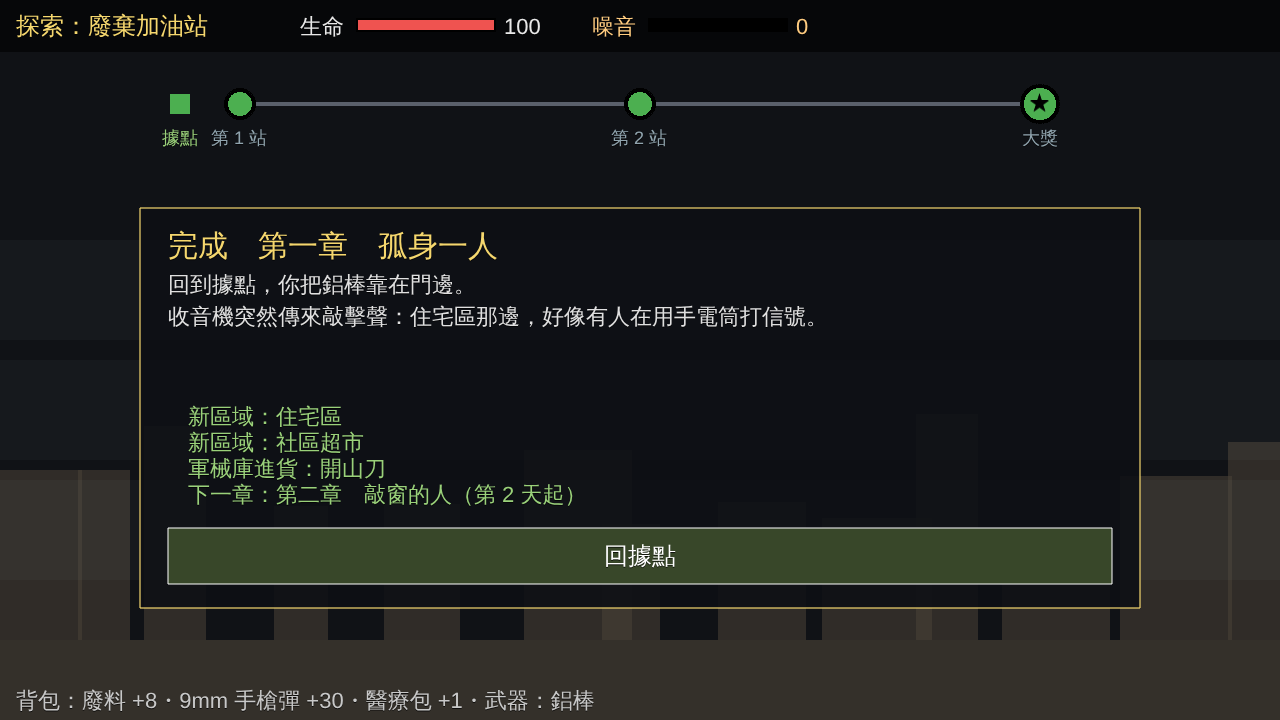 探索：廢棄加油站
生命 100
噪音 0
據點 第 1 站 第 2 站 大獎
完成　第一章　孤身一人
回到據點，你把鋁棒靠在門邊。
收音機突然傳來敲擊聲：住宅區那邊，好像有人在用手電筒打信號。
新區域：住宅區
新區域：社區超市
軍械庫進貨：開山刀
下一章：第二章　敲窗的人（第 2 天起）
回據點
背包：廢料 +8・9mm 手槍彈 +30・醫療包 +1・武器：鋁棒